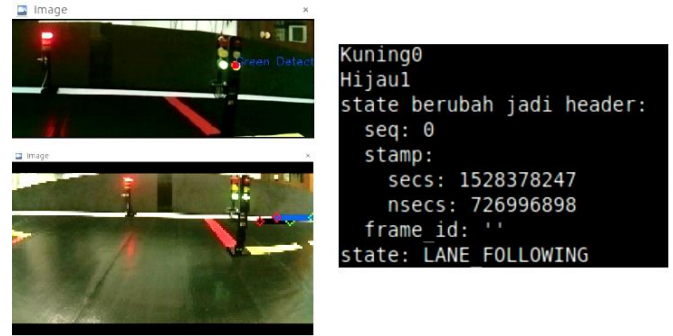 Image ×
Green Detect
Image ×
Kuning0
Hijau1
state berubah jadi header:
seq: 0
stamp:
secs: 1528378247
nsecs: 726996898
frame_id: ''
state: LANE_FOLLOWING